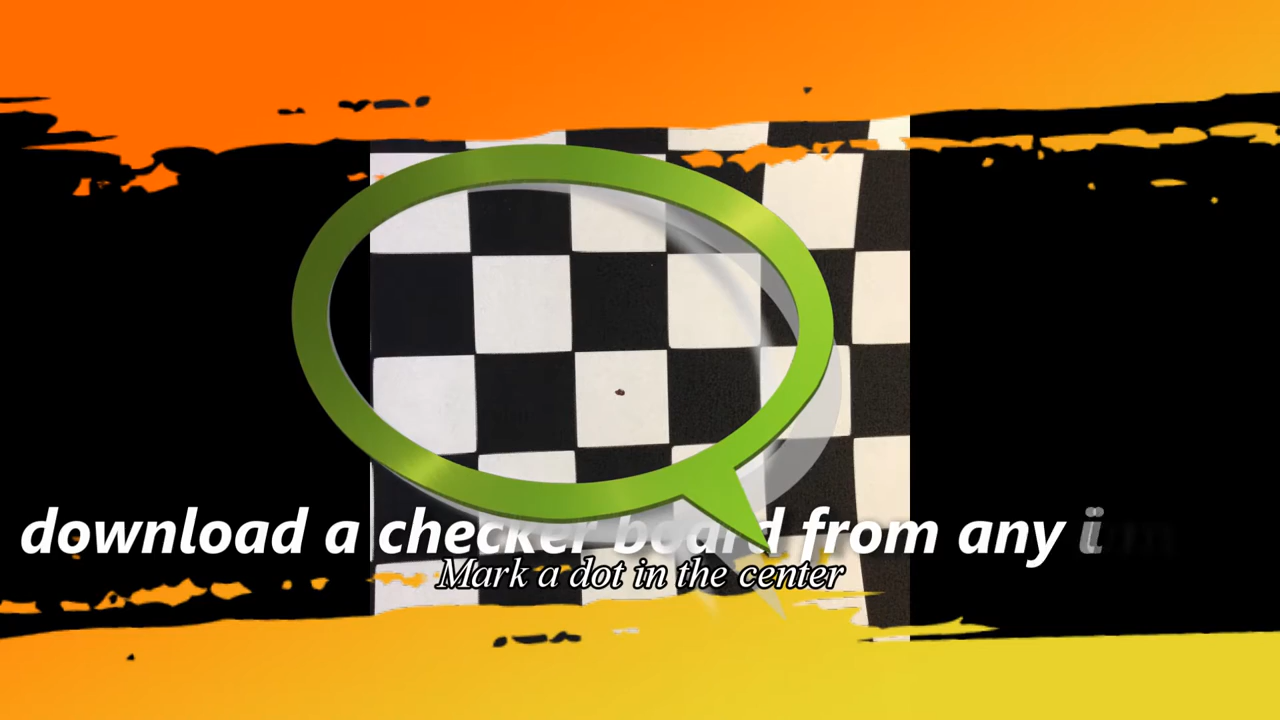 download a checker board from any
Mark a dot in the center